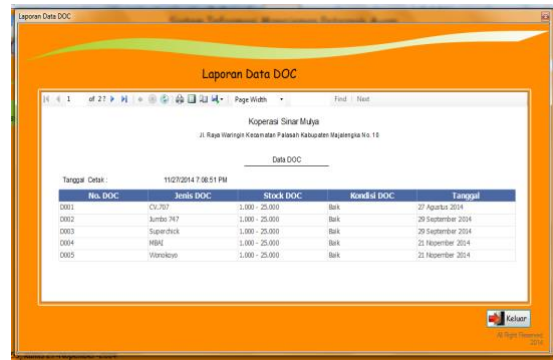 Laporan Data DOC
Laporan Data DOC
1 of 2? Page Width Find | Next
Koperasi Sinar Mulya
Jl. Raya Waringin Kecamatan Palasah Kabupaten Majalengka No. 18
Data DOC
Tanggal Cetak : 11/27/2014 7:08:51 PM
No. DOC Jenis DOC Stock DOC Kondisi DOC Tanggal
D001 CV.707 1.000 - 25.000 Baik 27 Agustus 2014
D002 Jumbo 747 1.000 - 25.000 Baik 29 September 2014
D003 Superchick 1.000 - 25.000 Baik 29 September 2014
D004 MBAI 1.000 - 25.000 Baik 21 Nopember 2014
D005 Wonokoyo 1.000 - 25.000 Baik 21 Nopember 2014
Keluar
All Right Reserved
2014